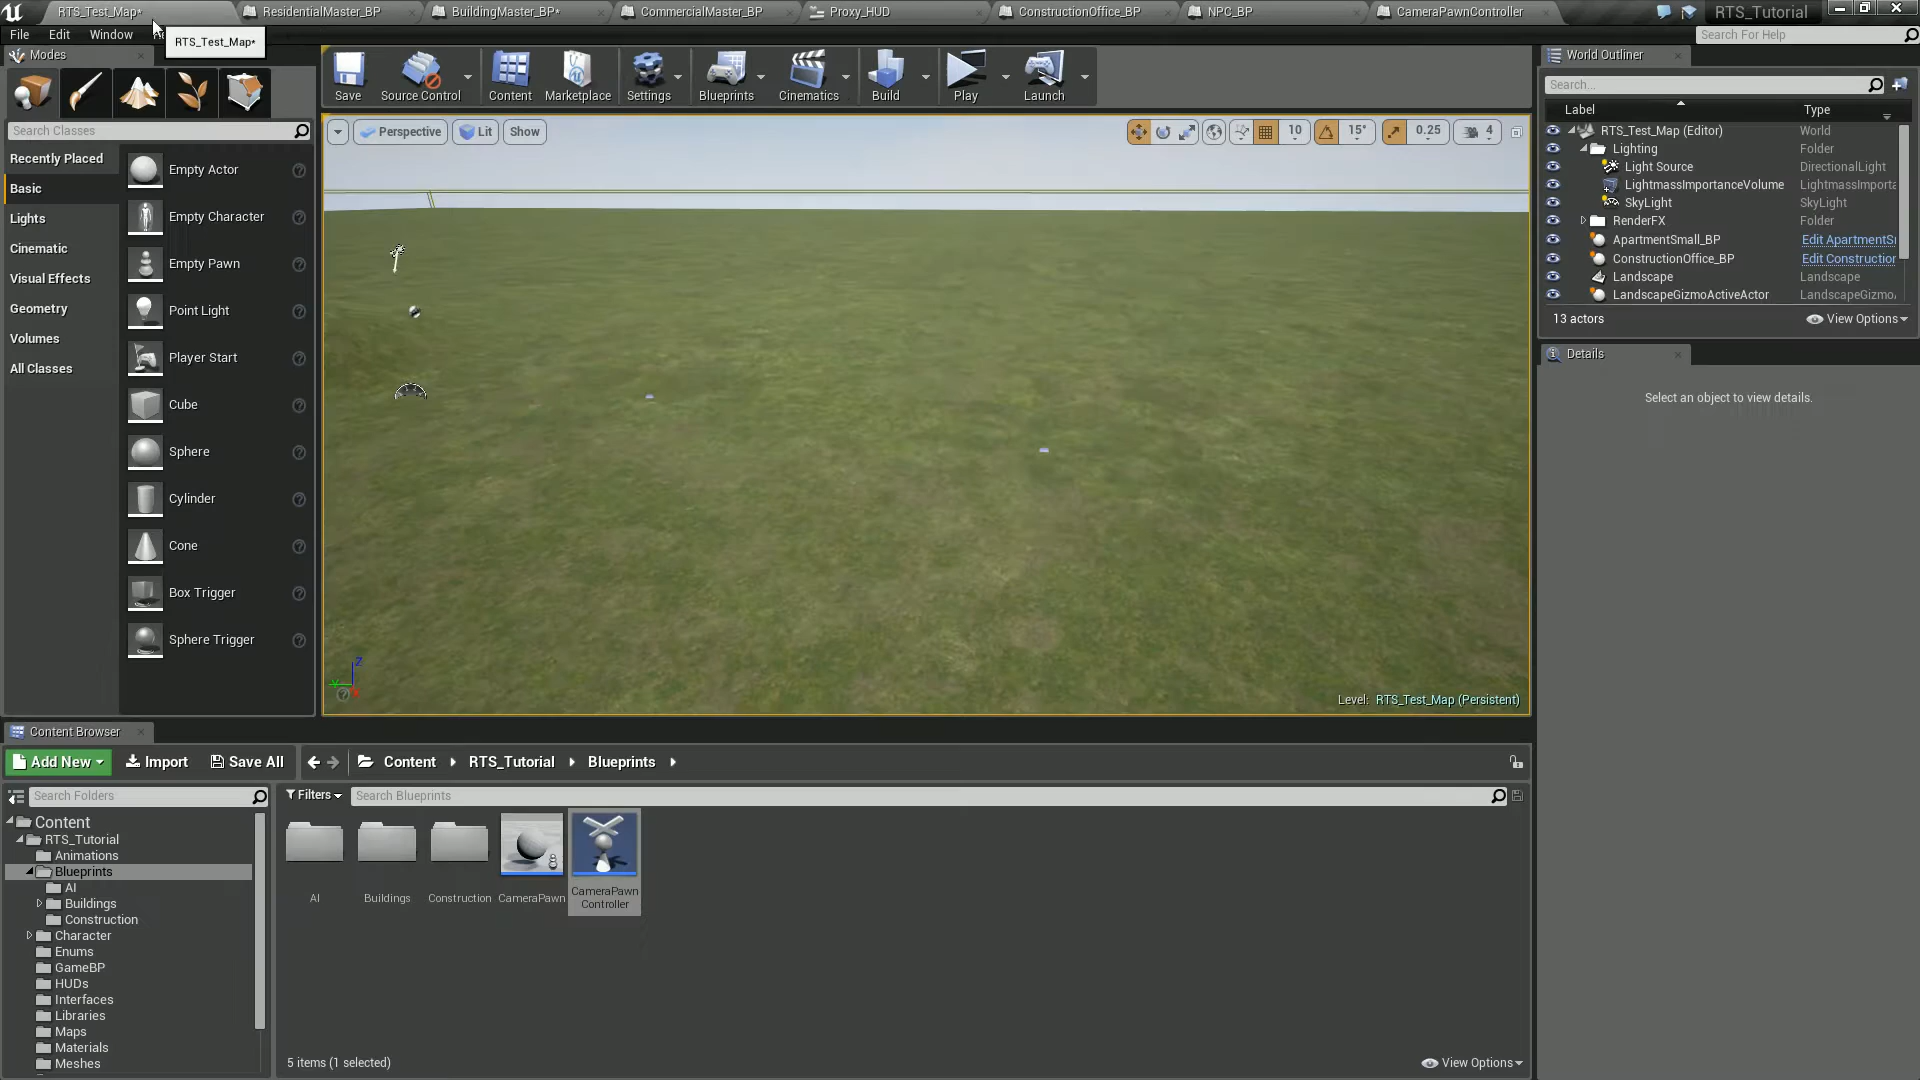 RTS_Test_Map*
ResidentialMaster_BP
BuildingMaster_BP*
CommercialMaster_BP
Proxy_HUD
ConstructionOffice_BP
NPC_BP
CameraPawnController
RTS_Tutorial
File
Edit
Window
RTS_Test_Map*
Search For Help
Modes
Save
Source Control
Content
Marketplace
Settings
Blueprints
Cinematics
Build
Play
Launch
World Outliner
Search...
Label
Type
Search Classes
Perspective
Lit
Show
10
15°
0.25
4
Recently Placed
Basic
Lights
Cinematic
Visual Effects
Geometry
Volumes
All Classes
Empty Actor
Empty Character
Empty Pawn
Point Light
Player Start
Cube
Sphere
Cylinder
Cone
Box Trigger
Sphere Trigger
RTS_Test_Map (Editor) World
Lighting Folder
Light Source DirectionalLight
LightmassImportanceVolume LightmassImporta
SkyLight SkyLight
RenderFX Folder
ApartmentSmall_BP Edit ApartmentS
ConstructionOffice_BP Edit Construction
Landscape Landscape
LandscapeGizmoActiveActor LandscapeGizmo
13 actors
View Options
Details
Select an object to view details.
Z
Y
X
Level: RTS_Test_Map (Persistent)
Content Browser
Add New
Import
Save All
Content
RTS_Tutorial
Blueprints
Search Folders
Filters
Search Blueprints
Content
RTS_Tutorial
Animations
Blueprints
AI
Buildings
Construction
Character
Enums
GameBP
HUDs
Interfaces
Libraries
Maps
Materials
Meshes
AI
Buildings
Construction
CameraPawn
CameraPawn
Controller
5 items (1 selected)
View Options